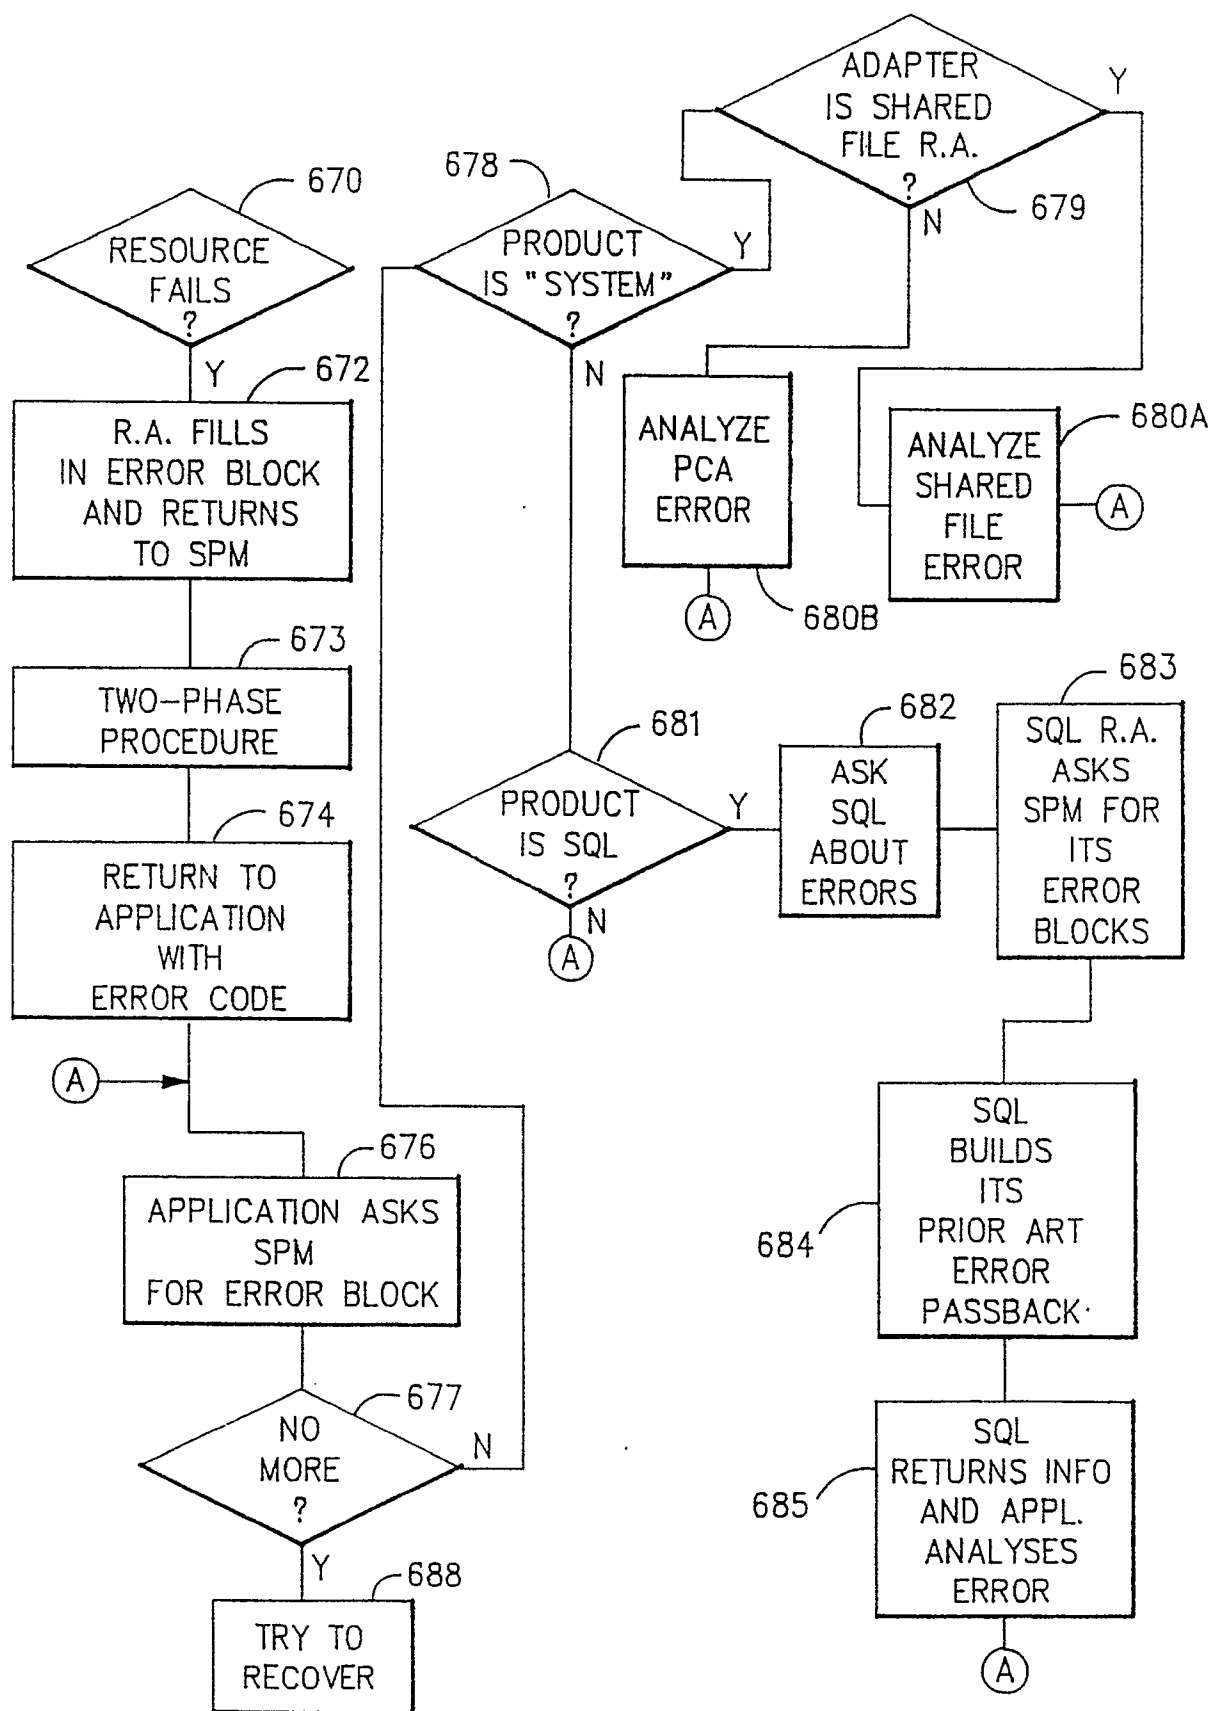 670
RESOURCE
FAILS
?
Y
672
R.A. FILLS
IN ERROR BLOCK
AND RETURNS
TO SPM
673
TWO-PHASE
PROCEDURE
674
RETURN TO
APPLICATION
WITH
ERROR CODE
A
676
APPLICATION ASKS
SPM
FOR ERROR BLOCK
677
NO
MORE
?
N
Y
688
TRY TO
RECOVER
678
PRODUCT
IS "SYSTEM"
?
Y
N
ADAPTER
IS SHARED
FILE R.A.
?
Y
N
679
ANALYZE
PCA
ERROR
680B
A
680A
ANALYZE
SHARED
FILE
ERROR
A
681
PRODUCT
IS SQL
?
Y
N
A
682
ASK
SQL
ABOUT
ERRORS
683
SQL R.A.
ASKS
SPM FOR
ITS
ERROR
BLOCKS
684
SQL
BUILDS
ITS
PRIOR ART
ERROR
PASSBACK
685
SQL
RETURNS INFO
AND APPL.
ANALYSES
ERROR
A